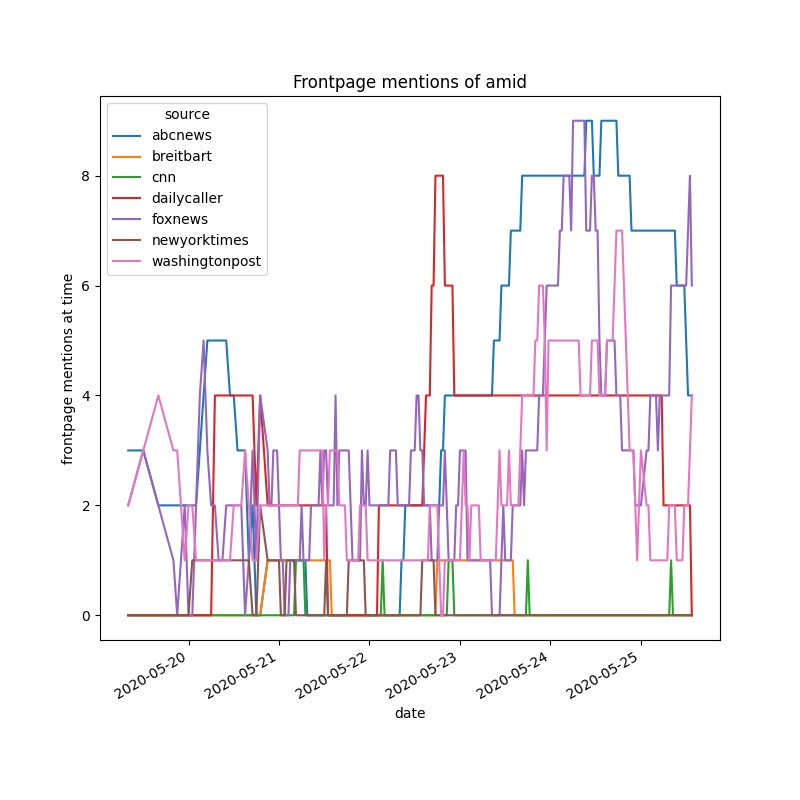 Frontpage mentions of amid
source
abcnews
breitbart
cnn
dailycaller
foxnews
newyorktimes
washingtonpost
frontpage mentions at time
8
6
4
2
0
2020-05-20
2020-05-21
2020-05-22
2020-05-23
2020-05-24
2020-05-25
date